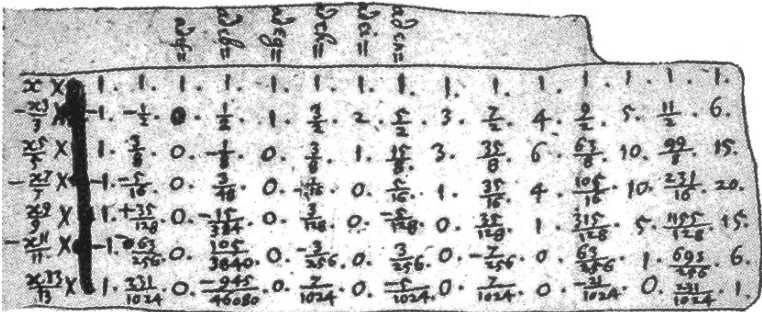 x × 1. 1. 1. 1. 1. 1. 1. 1. 1. 1. 1. 1. 1. 1. 1.
-x³/3 × -1. -1/2. 0. 1/2. 1. 3/2. 2. 5/2. 3. 7/2. 4. 9/2. 5. 11/2. 6.
x⁵/5 × 1. 3/8. 0. -1/8. 0. 3/8. 1. 15/8. 3. 35/8. 6. 63/8. 10. 99/8. 15.
-x⁷/7 × -1. -5/16. 0. 3/48. 0. -1/16. 0. 5/16. 1. 35/16. 4. 105/16. 10. 231/16. 20.
x⁹/9 × 1. +35/128. 0. -15/384. 0. 3/128. 0. -5/128. 0. 35/128. 1. 315/128. 5. 1155/128. 15.
-x¹¹/11 × -1. -63/256. 0. 105/3840. 0. -3/256. 0. 3/256. 0. -7/256. 0. 63/256. 1. 693/256. 6.
x¹³/13 × 1. 231/1024. 0. -945/46080. 0. 7/1024. 0. -5/1024. 0. 7/1024. 0. -21/1024. 0. 231/1024. 1.